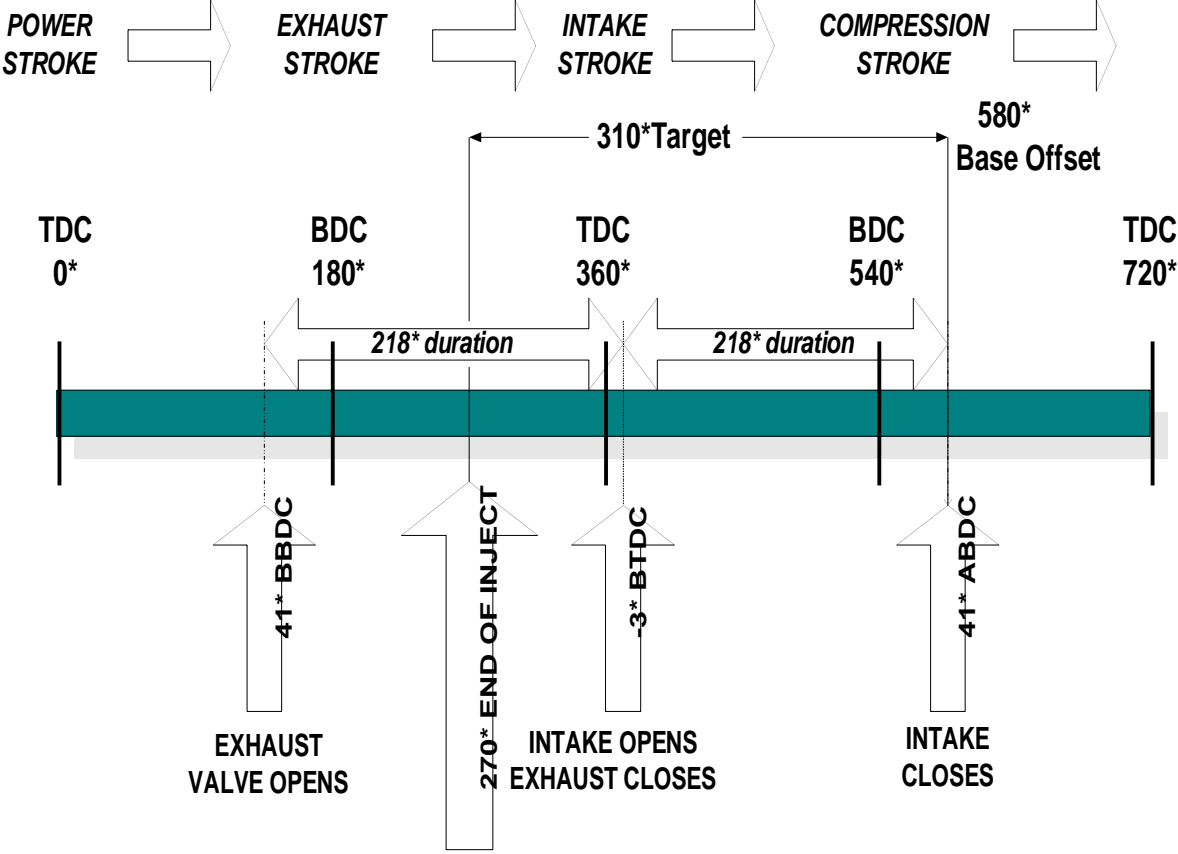 POWER
STROKE
EXHAUST
STROKE
INTAKE
STROKE
COMPRESSION
STROKE
310*Target
580*
Base Offset
TDC
0*
BDC
180*
TDC
360*
BDC
540*
TDC
720*
218* duration
218* duration
41* BBDC
270* END OF INJECT
-3* BTDC
41* ABDC
EXHAUST
VALVE OPENS
INTAKE OPENS
EXHAUST CLOSES
INTAKE
CLOSES